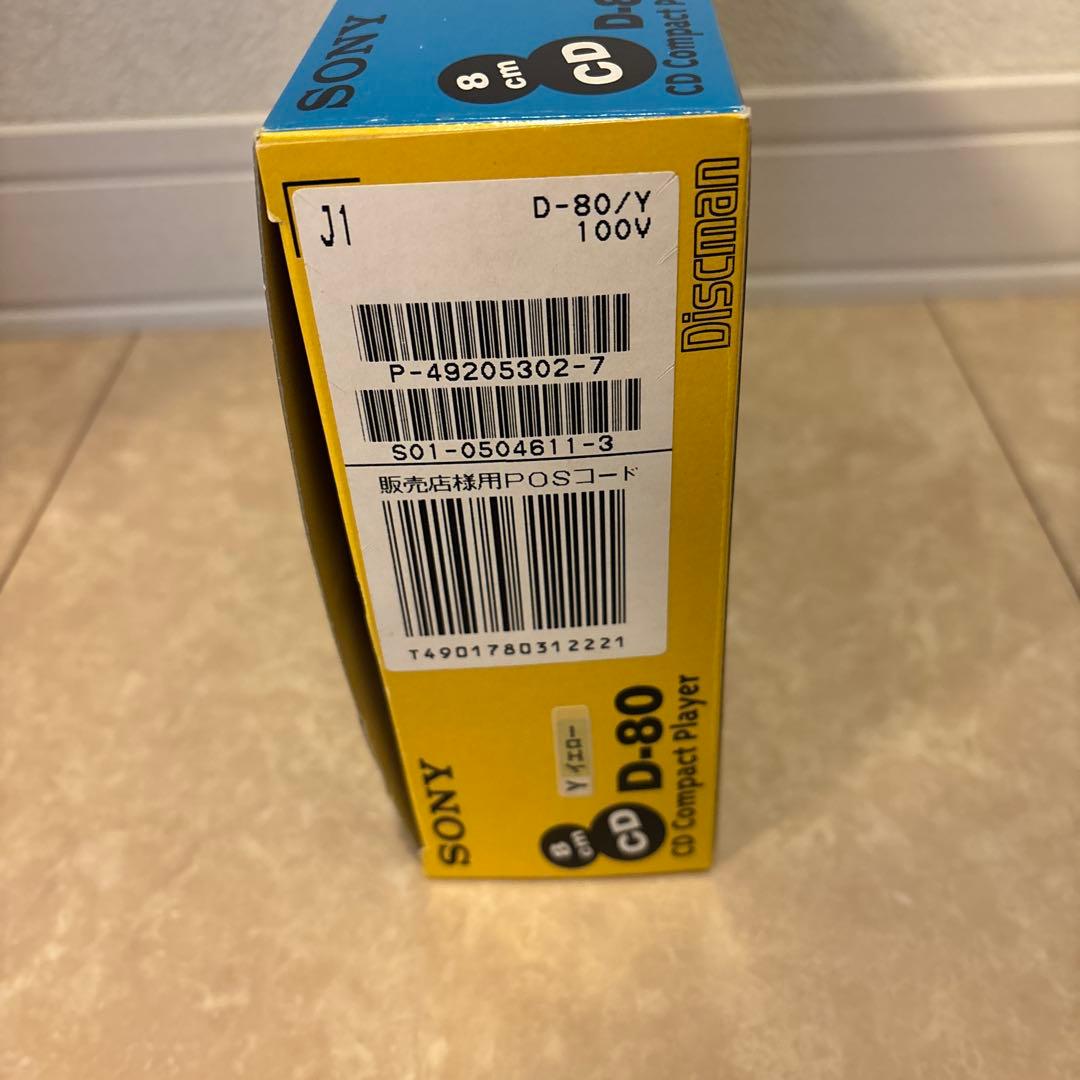 SONY
8
cm
CD
CD Compact
J1
D-80/Y
100V
P-49205302-7
S01-0504611-3
販売店様用POSコード
T4901780312221
Discman
SONY
Y イエロー
8
cm
CD
D-80
CD Compact Player